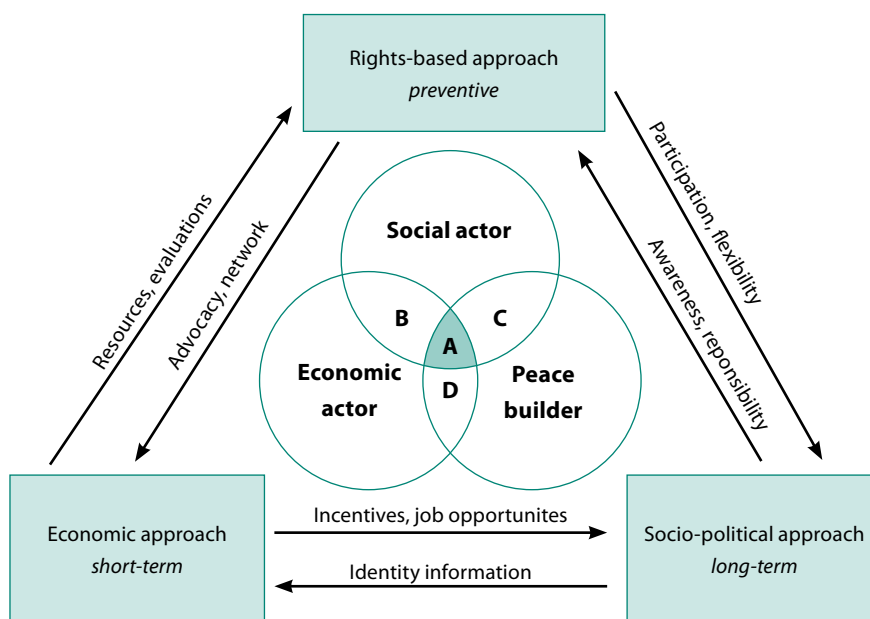 Rights-based approach
preventive
Resources, evaluations
Advocacy, network
Participation, flexibility
Awareness, reponsibility
Social actor
B
C
A
Economic
actor
D
Peace
builder
Economic approach
short-term
Incentives, job opportunites
Identity information
Socio-political approach
long-term